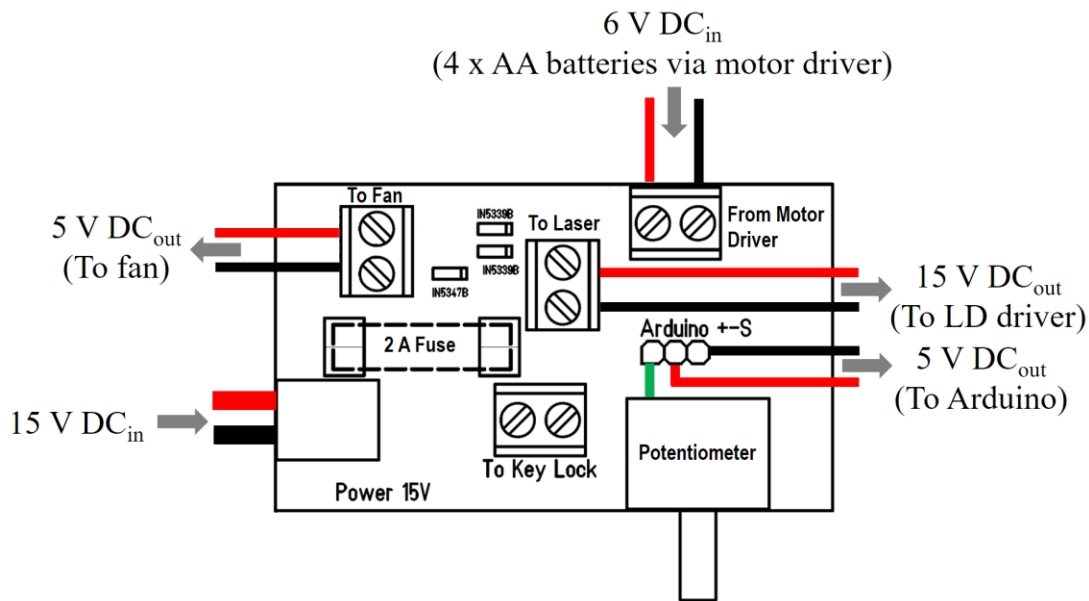 6 V DCin
(4 x AA batteries via motor driver)
To Fan
5 V DCout
(To fan)
IN5339B
IN5339B
IN5347B
To Laser
From Motor
Driver
15 V DCout
(To LD driver)
2 A Fuse
Arduino +-S
5 V DCout
(To Arduino)
15 V DCin
To Key Lock
Potentiometer
Power 15V